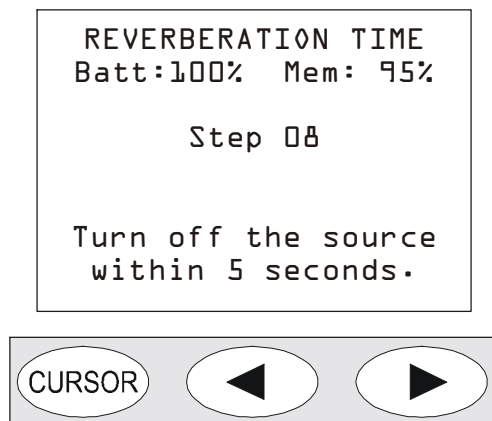 REVERBERATION TIME
Batt:100% Mem: 95%
Step 08
Turn off the source
within 5 seconds.
CURSOR